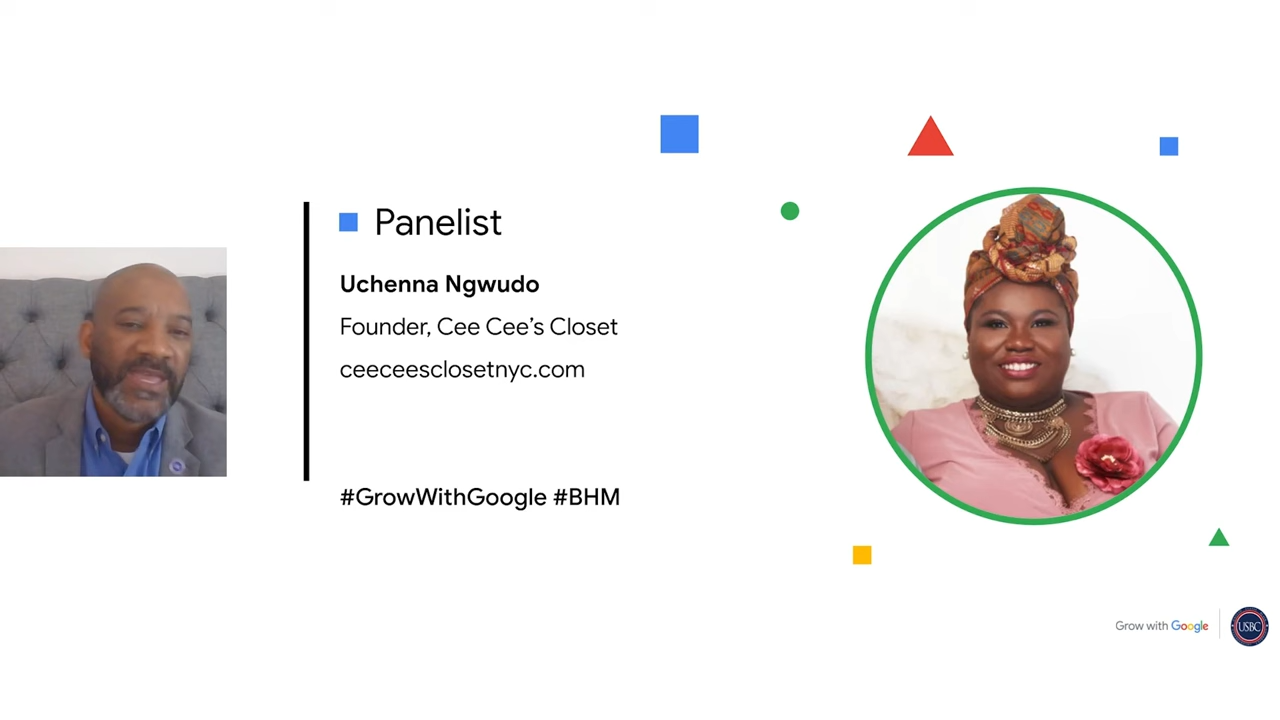 Panelist
Uchenna Ngwudo
Founder, Cee Cee’s Closet
ceeceesclosetnyc.com
#GrowWithGoogle #BHM
Grow with Google
USBC